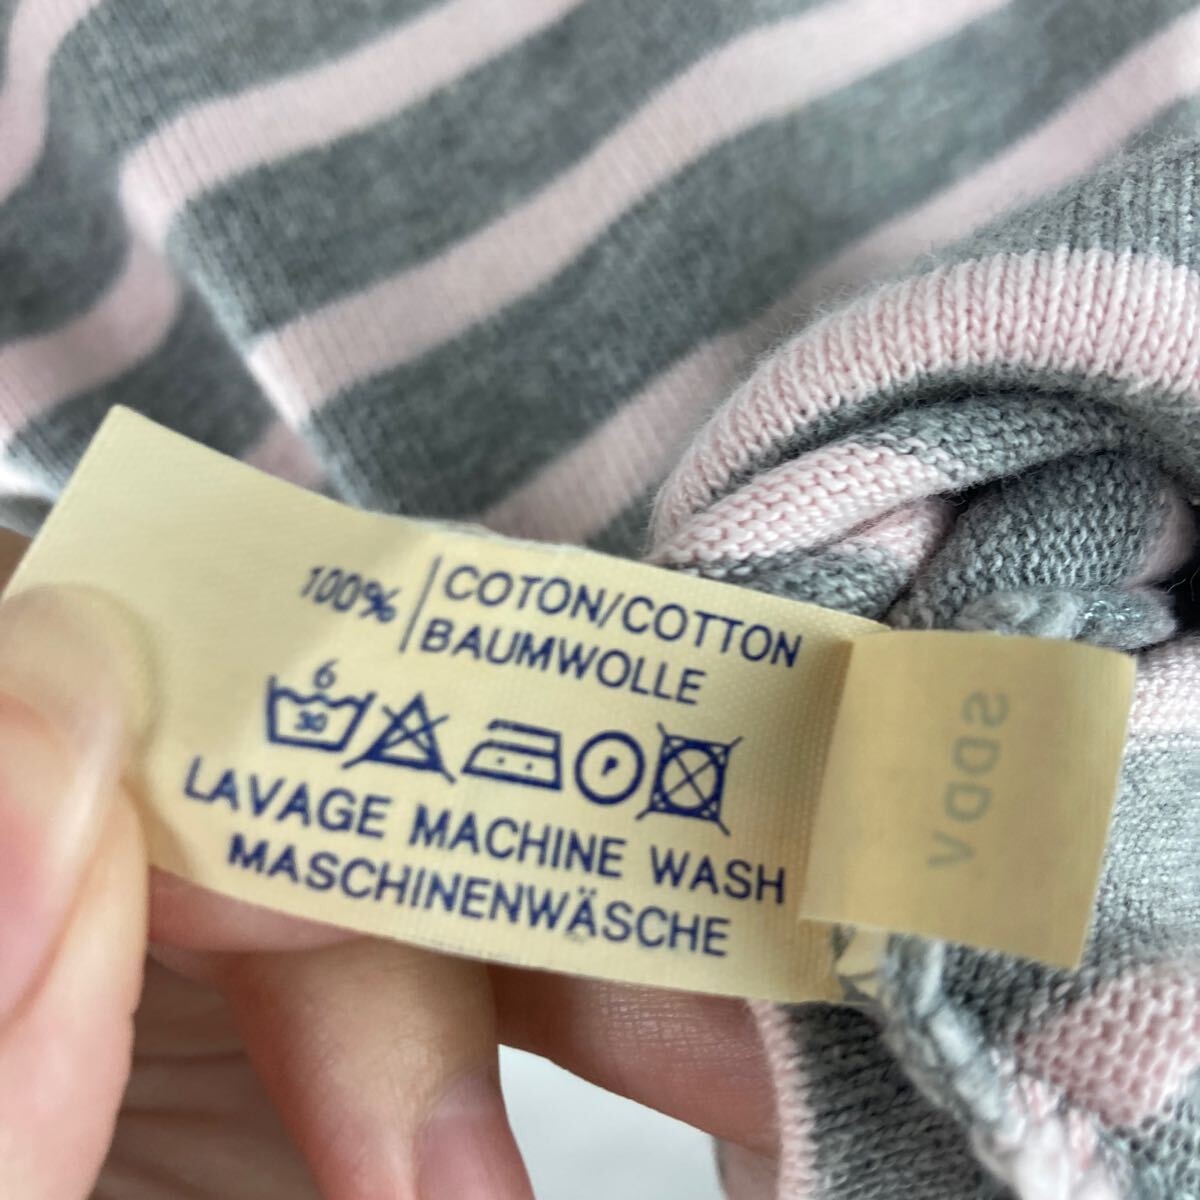 100% COTON/COTTON
BAUMWOLLE
6
30 P
LAVAGE MACHINE WASH
MASCHINENWÄSCHE
SDDV